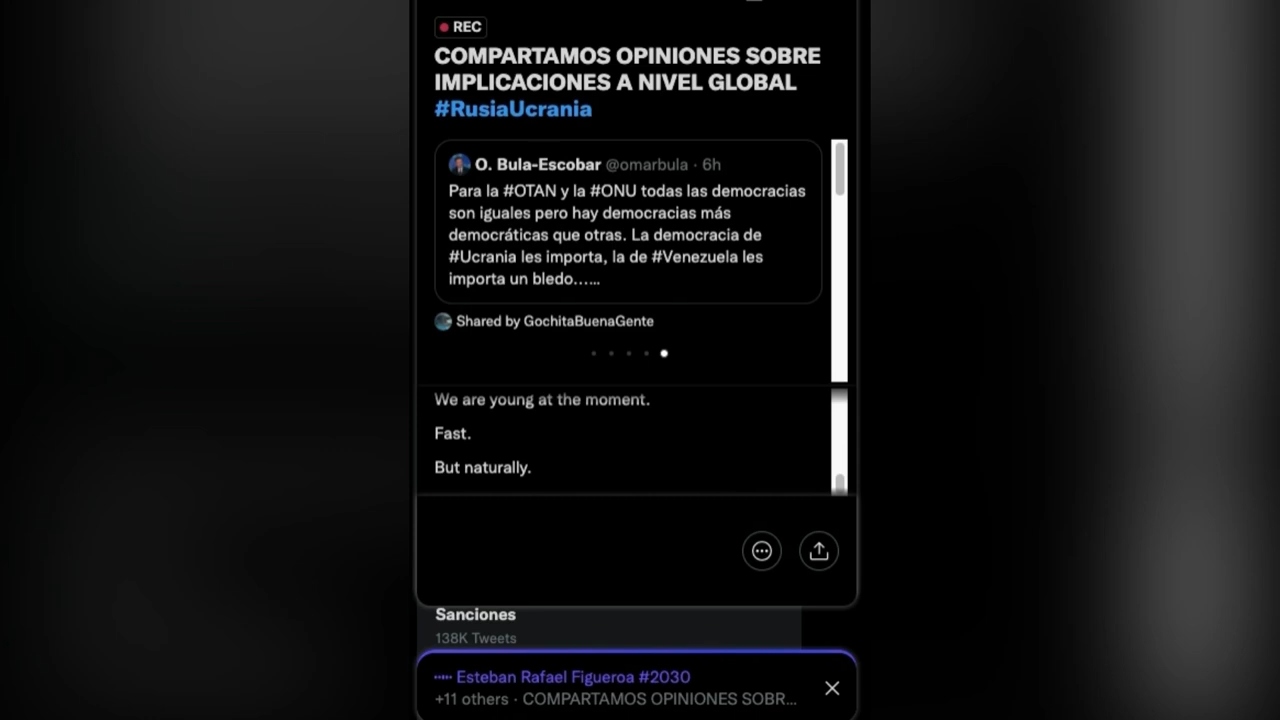 REC
COMPARTAMOS OPINIONES SOBRE
IMPLICACIONES A NIVEL GLOBAL
#RusiaUcrania
O. Bula-Escobar @omarbula · 6h
Para la #OTAN y la #ONU todas las democracias
son iguales pero hay democracias más
democráticas que otras. La democracia de
#Ucrania les importa, la de #Venezuela les
importa un bledo......
Shared by GochitaBuenaGente
We are young at the moment.
Fast.
But naturally.
Sanciones
138K Tweets
Esteban Rafael Figueroa #2030
+11 others · COMPARTAMOS OPINIONES SOBR...